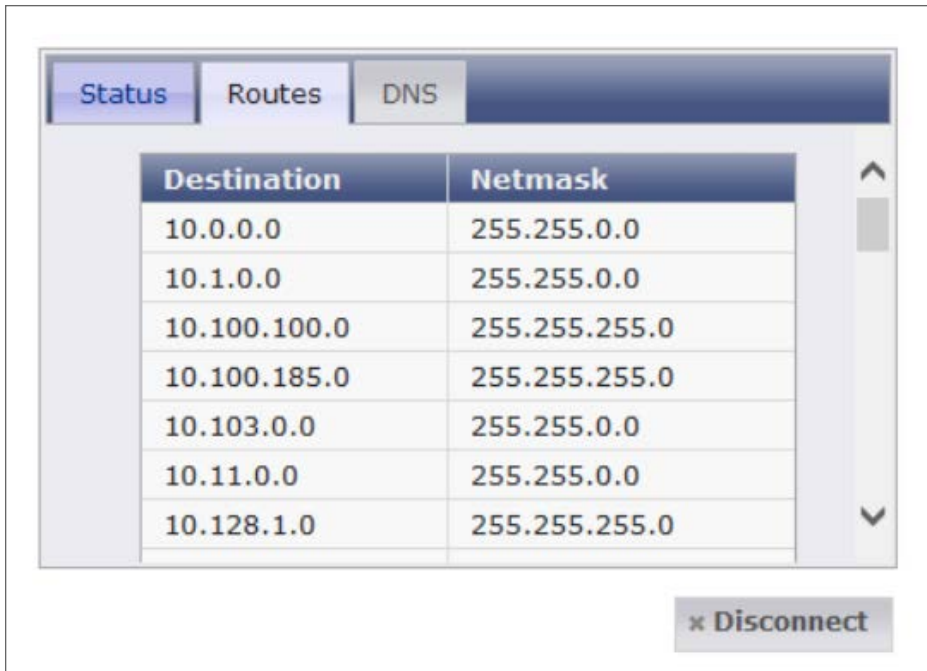 Status Routes DNS
Destination Netmask
10.0.0.0 255.255.0.0
10.1.0.0 255.255.0.0
10.100.100.0 255.255.255.0
10.100.185.0 255.255.255.0
10.103.0.0 255.255.0.0
10.11.0.0 255.255.0.0
10.128.1.0 255.255.255.0
× Disconnect